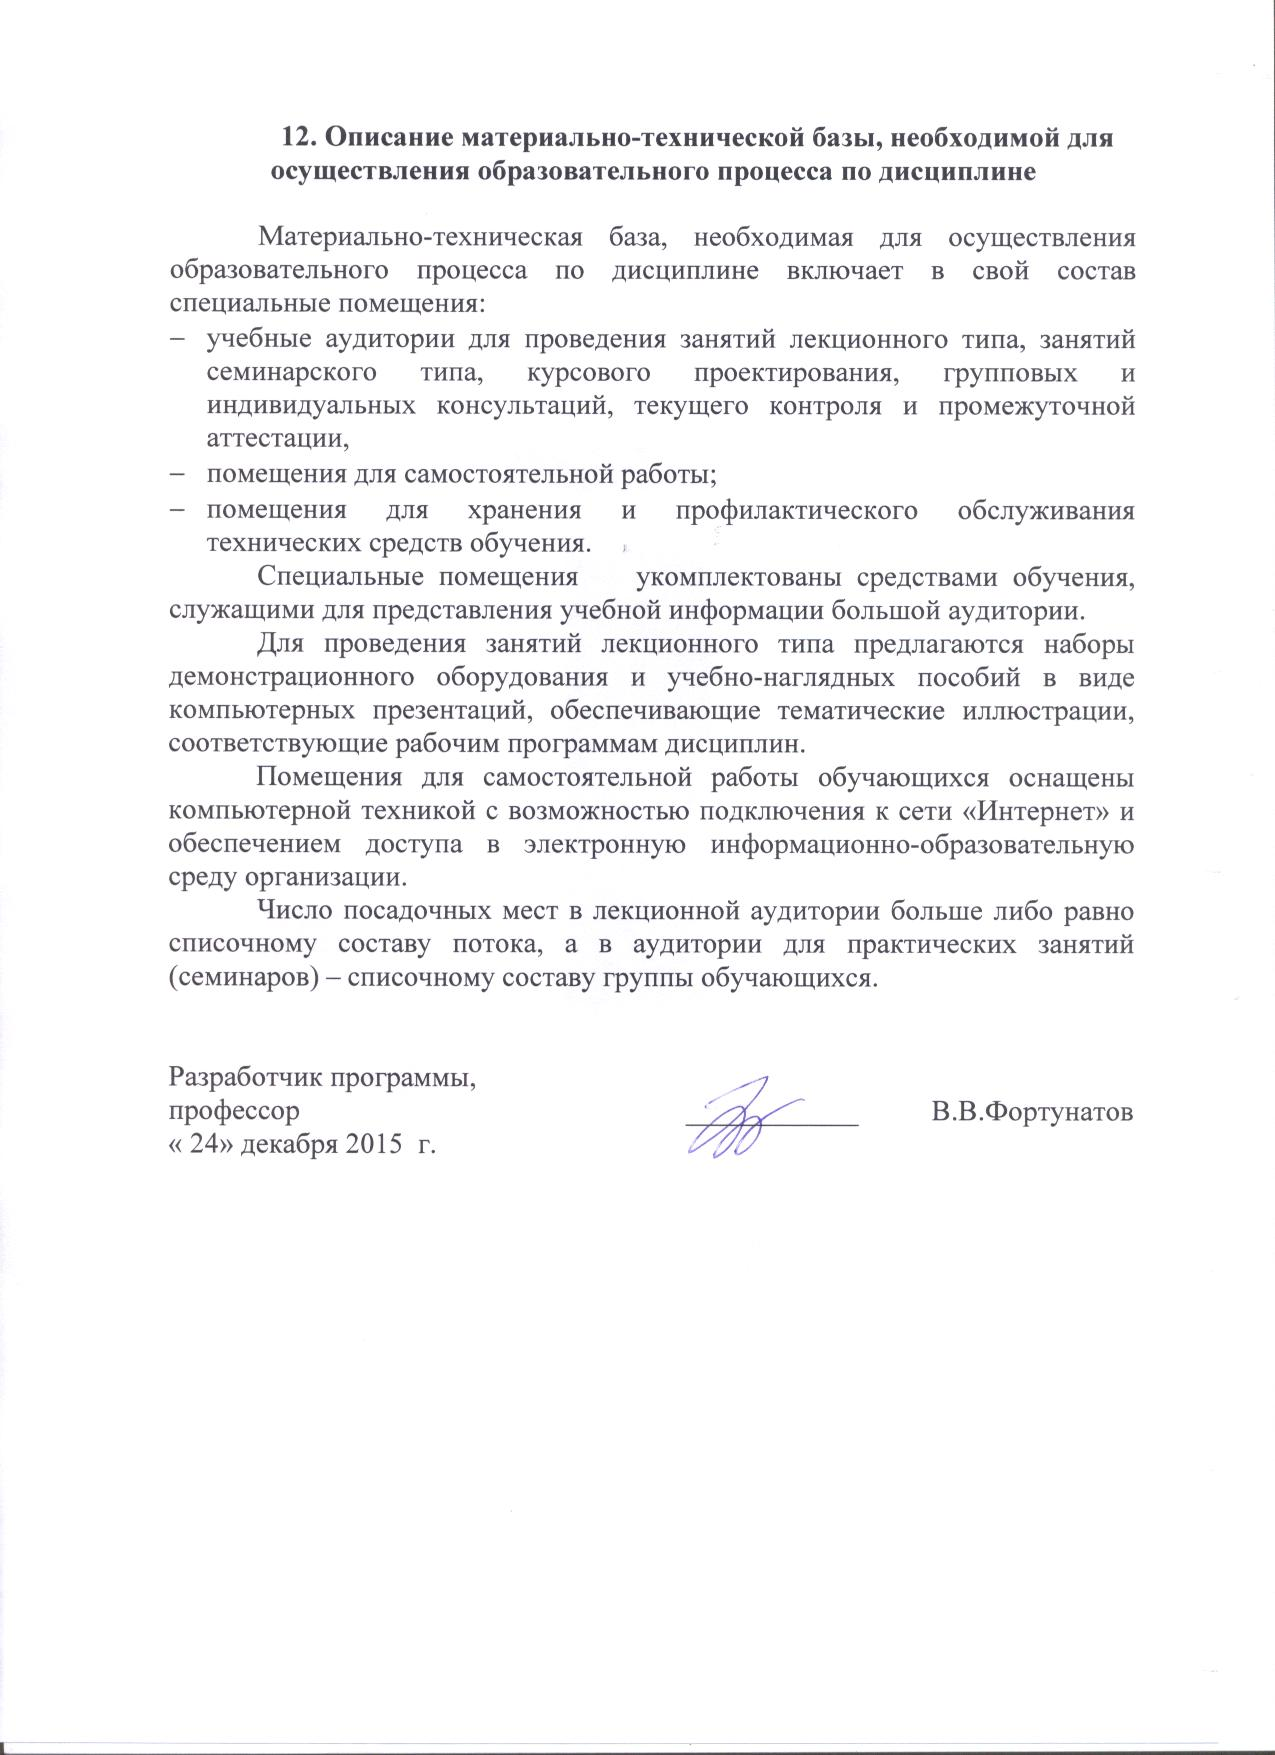 12. Описание материально-технической базы, необходимой для
осуществления образовательного процесса по дисциплине
Материально-техническая база, необходимая для осуществления
образовательного процесса по дисциплине включает в свой состав
специальные помещения:
– учебные аудитории для проведения занятий лекционного типа, занятий
семинарского типа, курсового проектирования, групповых и
индивидуальных консультаций, текущего контроля и промежуточной
аттестации,
– помещения для самостоятельной работы;
– помещения для хранения и профилактического обслуживания
технических средств обучения.
Специальные помещения укомплектованы средствами обучения,
служащими для представления учебной информации большой аудитории.
Для проведения занятий лекционного типа предлагаются наборы
демонстрационного оборудования и учебно-наглядных пособий в виде
компьютерных презентаций, обеспечивающие тематические иллюстрации,
соответствующие рабочим программам дисциплин.
Помещения для самостоятельной работы обучающихся оснащены
компьютерной техникой с возможностью подключения к сети «Интернет» и
обеспечением доступа в электронную информационно-образовательную
среду организации.
Число посадочных мест в лекционной аудитории больше либо равно
списочному составу потока, а в аудитории для практических занятий
(семинаров) – списочному составу группы обучающихся.
Разработчик программы,
профессор В.В.Фортунатов
« 24» декабря 2015 г.